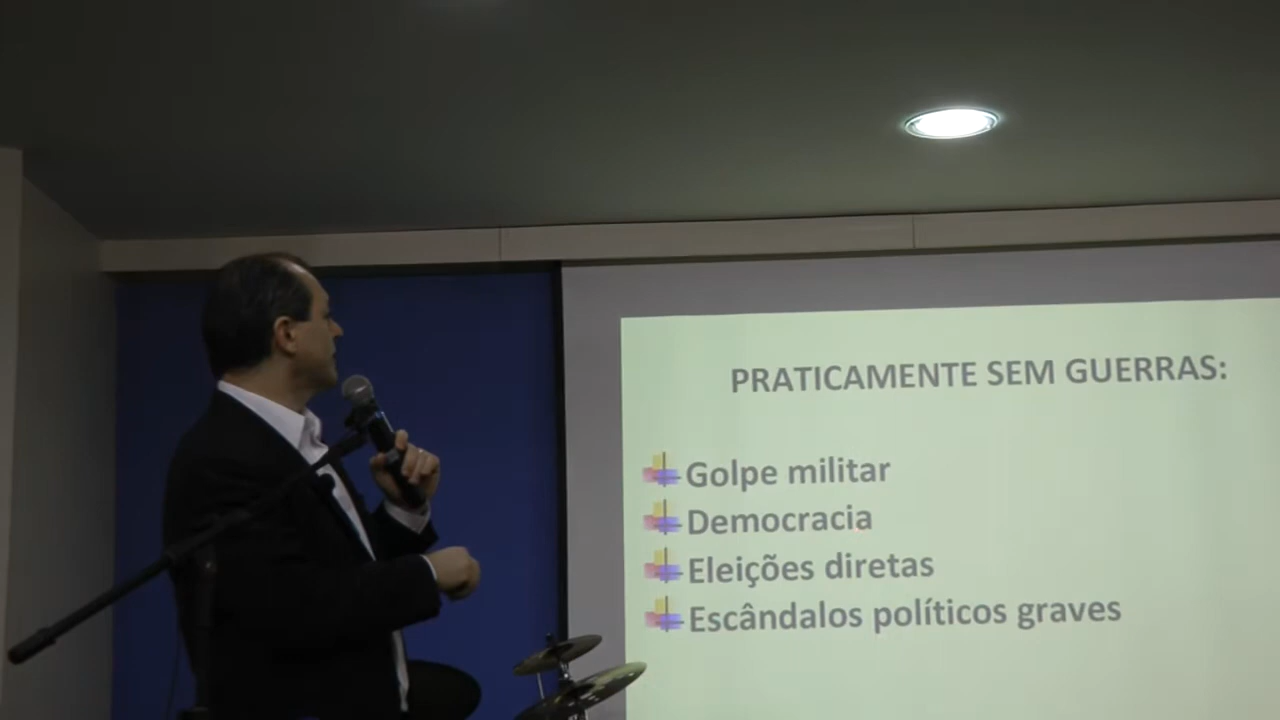 PRATICAMENTE SEM GUERRAS:
Golpe militar
Democracia
Eleições diretas
Escândalos políticos graves